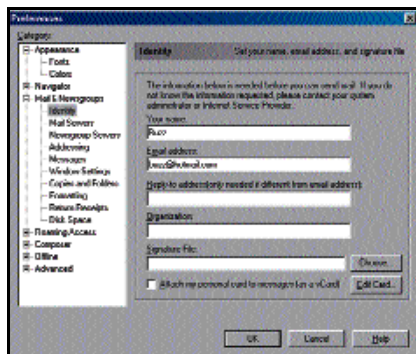 Preferences
Category:
Appearance
Fonts
Colors
Navigator
Mail & Newsgroups
Identity
Mail Servers
Newsgroup Servers
Addressing
Messages
Window Settings
Copies and Folders
Formatting
Return Receipts
Disk Space
Roaming Access
Composer
Offline
Advanced
Identity Set your name, email address, and signature file
The information below is needed before you can send mail. If you do
not know the information requested, please contact your system
administrator or Internet Service Provider.
Your name:
Buzz
Email address:
@hotmail.com
Reply-to address(only needed if different from email address):
Organization:
Signature File:
Choose...
Attach my personal card to messages (as a vCard) Edit Card...
OK Cancel Help